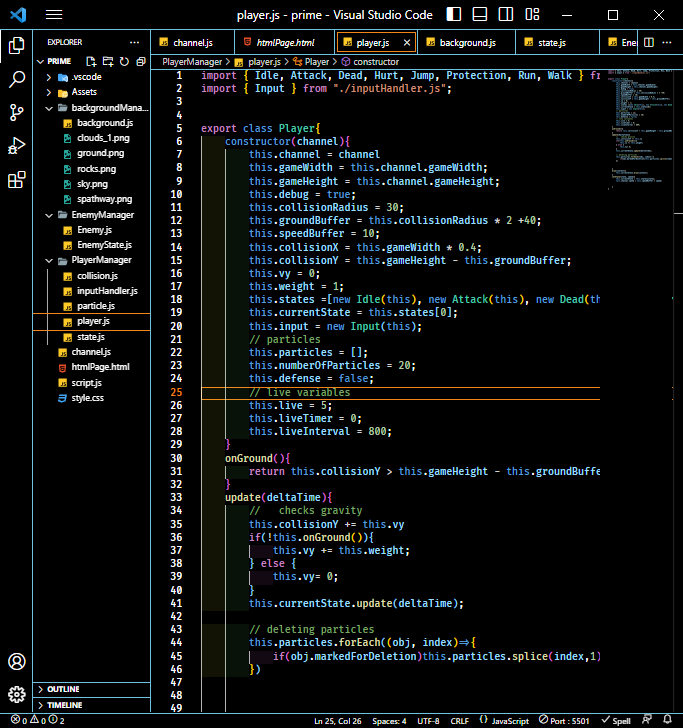 player.js - prime - Visual Studio Code
EXPLORER
PRIME
.vscode
Assets
backgroundMana...
background.js
clouds_1.png
ground.png
rocks.png
sky.png
spathway.png
EnemyManager
Enemy.js
EnemyState.js
PlayerManager
collision.js
inputHandler.js
particle.js
player.js
state.js
channel.js
htmlPage.html
script.js
style.css
OUTLINE
TIMELINE
channel.js htmlPage.html player.js background.js state.js Ene
PlayerManager > player.js > Player > constructor
1 import { Idle, Attack, Dead, Hurt, Jump, Protection, Run, Walk } fr
2 import { Input } from "./inputHandler.js";
3
4
5 export class Player{
6 constructor(channel){
7 this.channel = channel
8 this.gameWidth = this.channel.gameWidth;
9 this.gameHeight = this.channel.gameHeight;
10 this.debug = true;
11 this.collisionRadius = 30;
12 this.groundBuffer = this.collisionRadius * 2 +40;
13 this.speedBuffer = 10;
14 this.collisionX = this.gameWidth * 0.4;
15 this.collisionY = this.gameHeight - this.groundBuffer;
16 this.vy = 0;
17 this.weight = 1;
18 this.states =[new Idle(this), new Attack(this), new Dead(th
19 this.currentState = this.states[0];
20 this.input = new Input(this);
21 // particles
22 this.particles = [];
23 this.numberOfParticles = 20;
24 this.defense = false;
25 // live variables
26 this.live = 5;
27 this.liveTimer = 0;
28 this.liveInterval = 800;
29 }
30 onGround(){
31 return this.collisionY > this.gameHeight - this.groundBuffe
32 }
33 update(deltaTime){
34 // checks gravity
35 this.collisionY += this.vy
36 if(!this.onGround()){
37 this.vy += this.weight;
38 } else {
39 this.vy= 0;
40 }
41 this.currentState.update(deltaTime);
42
43 // deleting particles
44 this.particles.forEach((obj, index)=>{
45 if(obj.markedForDeletion)this.particles.splice(index,1)
46 })
47
48
49
0 0 2 Ln 25, Col 26 Spaces: 4 UTF-8 CRLF {} JavaScript Port : 5501 Spell